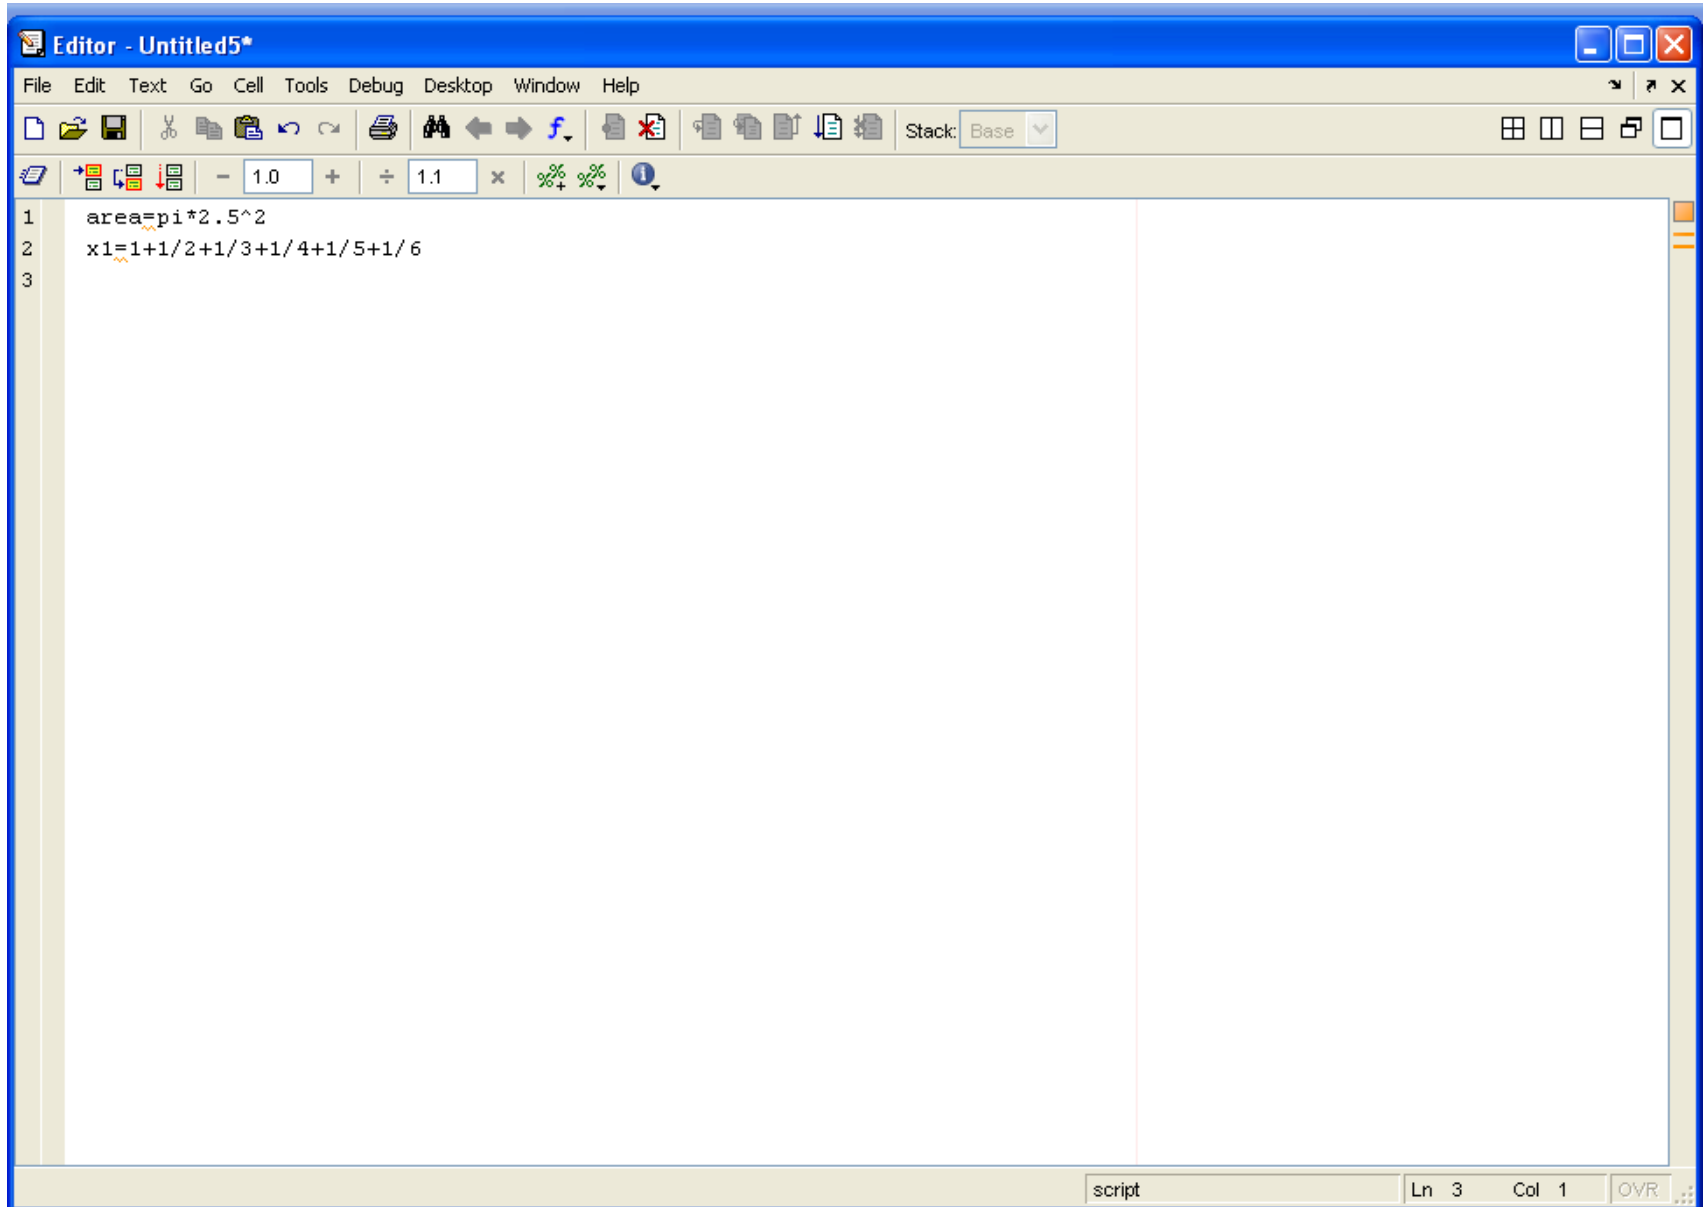 Editor - Untitled5*
File Edit Text Go Cell Tools Debug Desktop Window Help
Stack: Base
- 1.0 + ÷ 1.1 ×
1 area=pi*2.5^2
2 x1=1+1/2+1/3+1/4+1/5+1/6
3
script Ln 3 Col 1 OVR